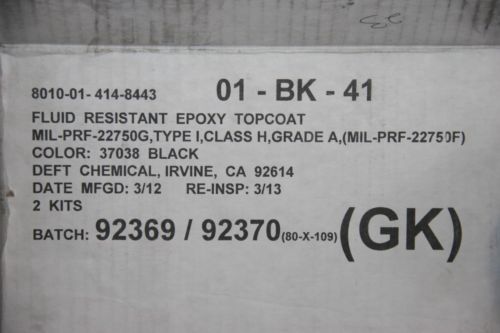 8010-01-414-8443 01-BK-41
FLUID RESISTANT EPOXY TOPCOAT
MIL-PRF-22750G,TYPE I,CLASS H,GRADE A,(MIL-PRF-22750F)
COLOR: 37038 BLACK
DEFT CHEMICAL, IRVINE, CA 92614
DATE MFGD: 3/12 RE-INSP: 3/13
2 KITS
BATCH: 92369 / 92370 (80-X-109) (GK)